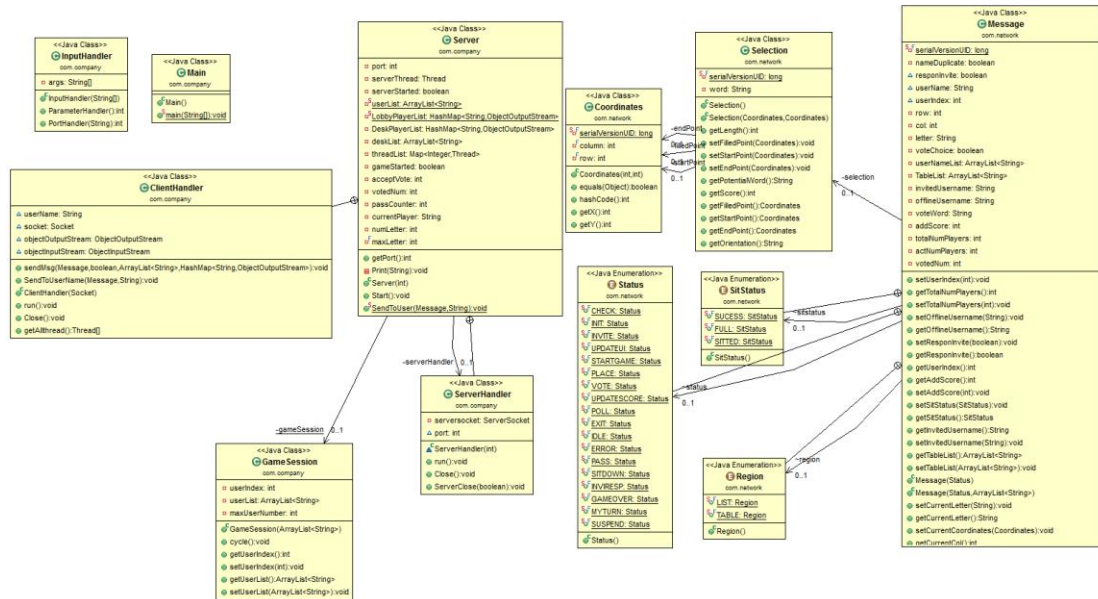 <<Java Class>>
InputHandler
com.company
args: String[]
InputHandler(String[])
ParameterHandler():int
PortHandler(String):int
<<Java Class>>
Main
com.company
Main()
main(String[]):void
<<Java Class>>
ClientHandler
com.company
userName: String
socket: Socket
objectOutputStream: ObjectOutputStream
objectInputStream: ObjectInputStream
sendMsg(Message,boolean,ArrayList<String>,HashMap<String,ObjectOutputStream>):void
SendToUserName(Message,String):void
ClientHandler(Socket)
run():void
Close():void
getAllthread():Thread[]
<<Java Class>>
Server
com.company
port: int
serverThread: Thread
serverStarted: boolean
userList: ArrayList<String>
LobbyPlayerList: HashMap<String,ObjectOutputStream>
DeskPlayerList: HashMap<String,ObjectOutputStream>
deskList: ArrayList<String>
threadList: Map<Integer,Thread>
gameStarted: boolean
acceptVote: int
votedNum: int
passCounter: int
currentPlayer: String
numLetter: int
maxLetter: int
getPort():int
Print(String):void
Server(int)
Start():void
SendToUser(Message,String):void
-serverHandler
0..1
-gameSession
0..1
<<Java Class>>
GameSession
com.company
userIndex: int
userList: ArrayList<String>
maxUserNumber: int
GameSession(ArrayList<String>)
cycle():void
getUserIndex():int
setUserIndex(int):void
getUserList():ArrayList<String>
setUserList(ArrayList<String>):void
<<Java Class>>
ServerHandler
com.company
serversocket: ServerSocket
port: int
ServerHandler(int)
run():void
Close():void
ServerClose(boolean):void
<<Java Class>>
Coordinates
com.network
serialVersionUID: long
column: int
row: int
Coordinates(int,int)
equals(Object):boolean
hashCode():int
getX():int
getY():int
-endPoint
0..1
<<Java Class>>
Selection
com.network
serialVersionUID: long
word: String
Selection()
Selection(Coordinates,Coordinates)
getLength():int
setFilledPoint(Coordinates):void
setStartPoint(Coordinates):void
setEndPoint(Coordinates):void
getPotentialWord():String
getScore():int
getFilledPoint():Coordinates
getStartPoint():Coordinates
getEndPoint():Coordinates
getOrientation():String
~selection
0..1
<<Java Enumeration>>
Status
com.network
CHECK: Status
INIT: Status
INVITE: Status
UPDATEUI: Status
STARTGAME: Status
PLACE: Status
VOTE: Status
UPDATESCORE: Status
POLL: Status
EXIT: Status
IDLE: Status
ERROR: Status
PASS: Status
SITDOWN: Status
INVIRESP: Status
GAMEOVER: Status
MYTURN: Status
SUSPEND: Status
Status()
<<Java Enumeration>>
SitStatus
com.network
SUCESS: SitStatus
FULL: SitStatus
SITTED: SitStatus
SitStatus()
~sitstatus
0..1
~status
0..1
<<Java Enumeration>>
Region
com.network
LIST: Region
TABLE: Region
Region()
~region
0..1
<<Java Class>>
Message
com.network
serialVersionUID: long
nameDuplicate: boolean
responInvite: boolean
userName: String
userIndex: int
row: int
col: int
letter: String
voteChoice: boolean
userNameList: ArrayList<String>
TableList: ArrayList<String>
invitedUsername: String
offlineUsername: String
voteWord: String
addScore: int
totalNumPlayers: int
actNumPlayers: int
votedNum: int
setUserIndex(int):void
getTotalNumPlayers():int
setTotalNumPlayers(int):void
setOfflineUsername(String):void
getOfflineUsername():String
setResponInvite(boolean):void
getResponInvite():boolean
getUserIndex():int
getAddScore():int
setAddScore(int):void
setSitStatus(SitStatus):void
getSitStatus():SitStatus
getInvitedUsername():String
setInvitedUsername(String):void
getTableList():ArrayList<String>
setTableList(ArrayList<String>):void
Message(Status)
Message(Status,ArrayList<String>)
setCurrentLetter(String):void
getCurrentLetter():String
setCurrentCoordinates(Coordinates):void
getCurrentCol():int